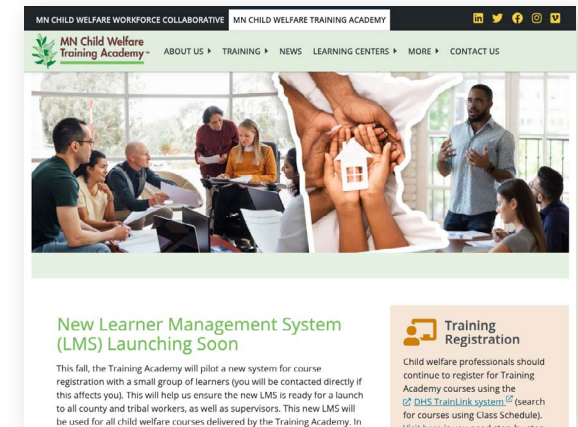 MN CHILD WELFARE WORKFORCE COLLABORATIVE MN CHILD WELFARE TRAINING ACADEMY
MN Child Welfare
Training Academy
ABOUT US TRAINING NEWS LEARNING CENTERS MORE CONTACT US
New Learner Management System
(LMS) Launching Soon
This fall, the Training Academy will pilot a new system for course
registration with a small group of learners (you will be contacted directly if
this affects you). This will help us ensure the new LMS is ready for a launch
to all county and tribal workers, as well as supervisors. This new LMS will
be used for all child welfare courses delivered by the Training Academy. In
Training
Registration
Child welfare professionals should
continue to register for Training
Academy courses using the
DHS TrainLink system (search
for courses using Class Schedule).